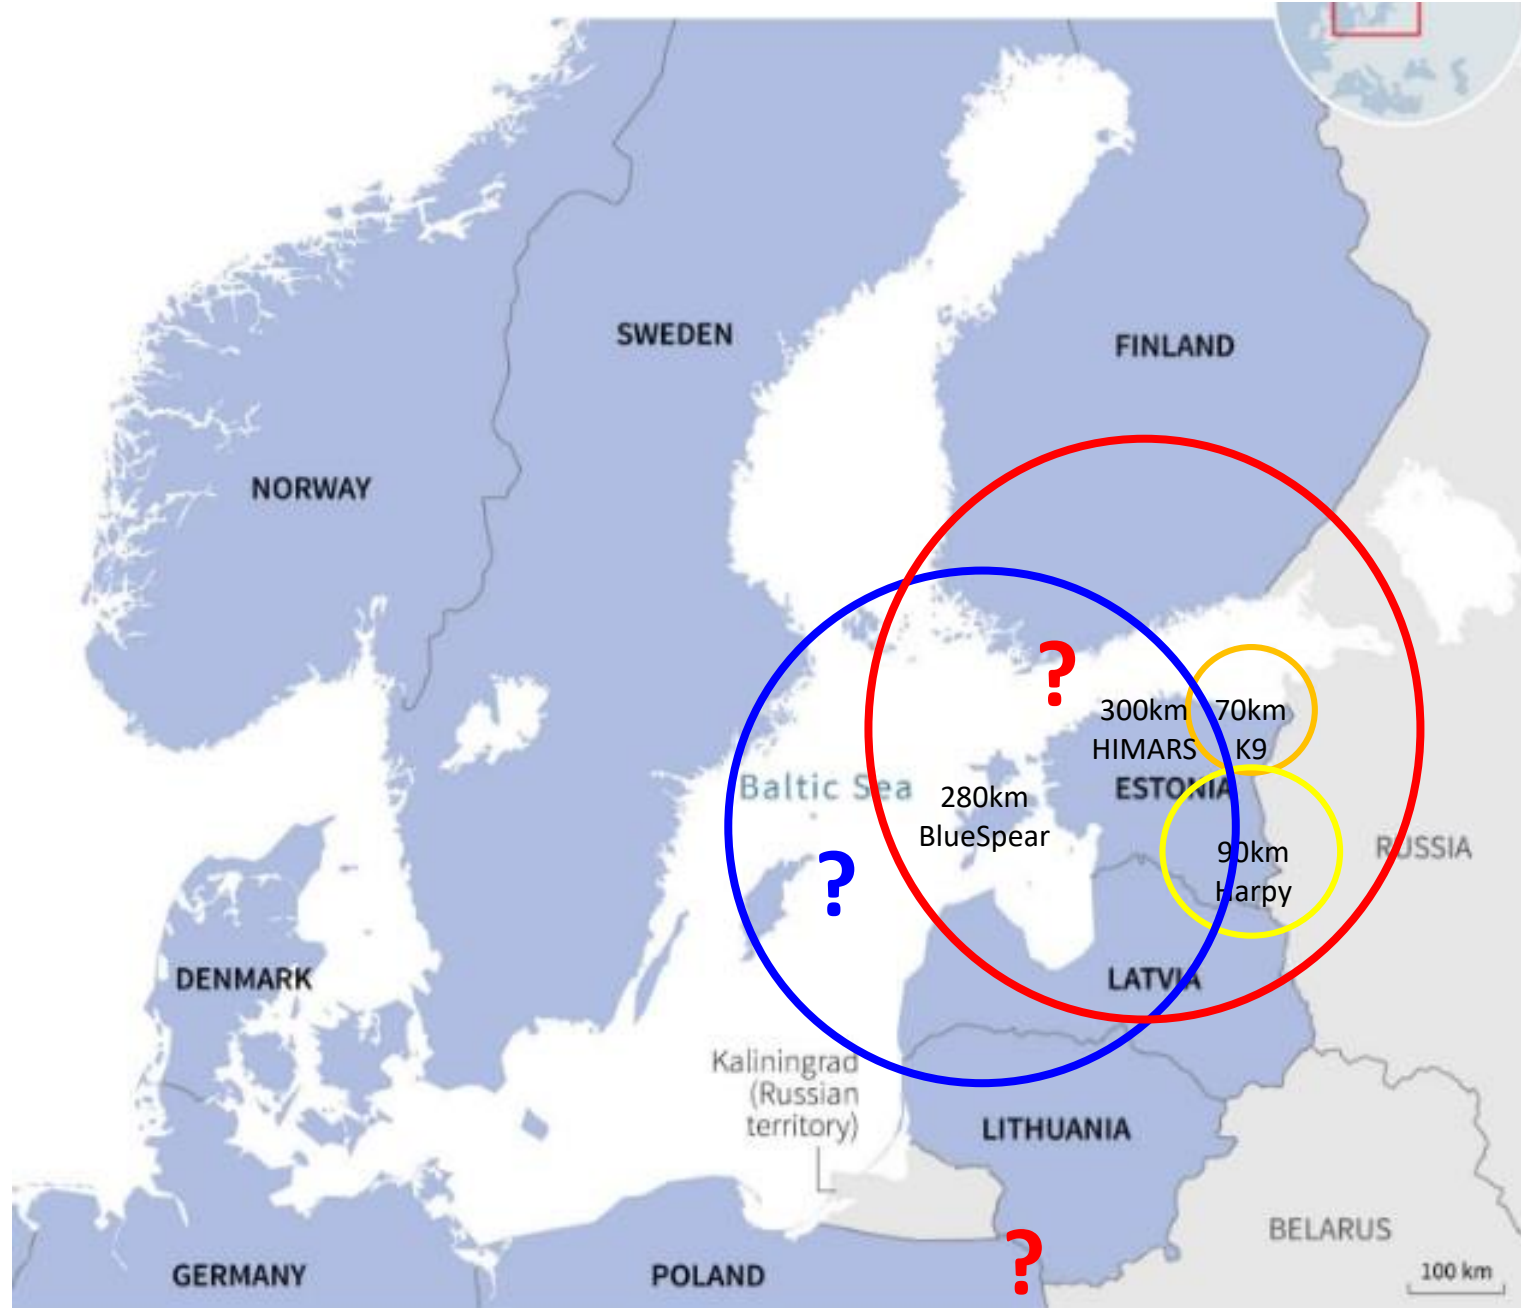 SWEDEN
FINLAND
NORWAY
?
300km
HIMARS
70km
K9
Baltic Sea
280km
BlueSpear
ESTONIA
90km
Harpy
RUSSIA
?
DENMARK
LATVIA
Kaliningrad
(Russian
territory)
LITHUANIA
BELARUS
?
GERMANY
POLAND
100 km